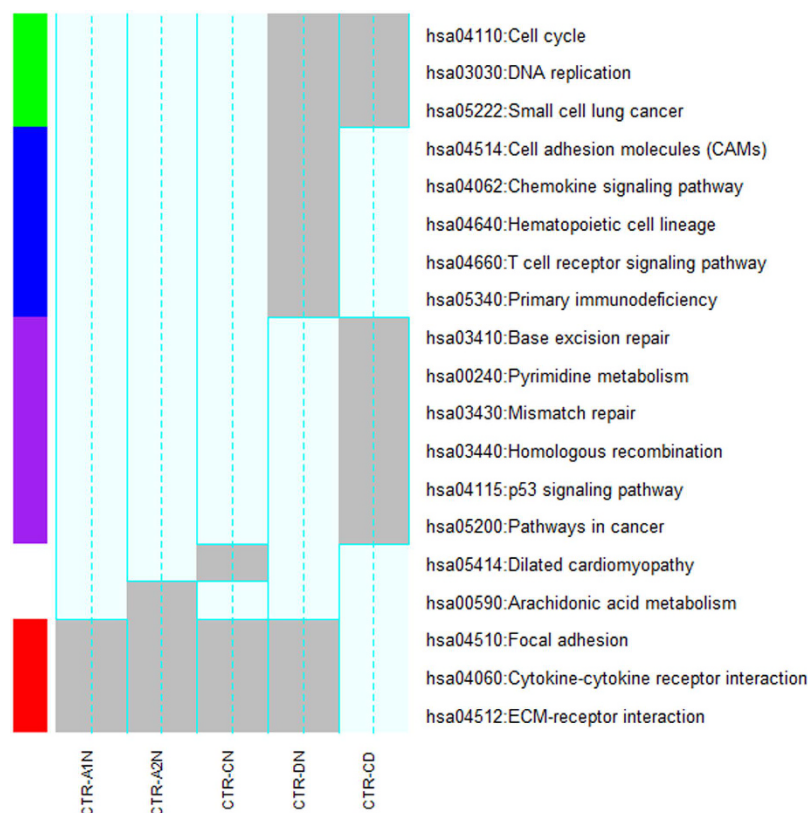 hsa04110:Cell cycle
hsa03030:DNA replication
hsa05222:Small cell lung cancer
hsa04514:Cell adhesion molecules (CAMs)
hsa04062:Chemokine signaling pathway
hsa04640:Hematopoietic cell lineage
hsa04660:T cell receptor signaling pathway
hsa05340:Primary immunodeficiency
hsa03410:Base excision repair
hsa00240:Pyrimidine metabolism
hsa03430:Mismatch repair
hsa03440:Homologous recombination
hsa04115:p53 signaling pathway
hsa05200:Pathways in cancer
hsa05414:Dilated cardiomyopathy
hsa00590:Arachidonic acid metabolism
hsa04510:Focal adhesion
hsa04060:Cytokine-cytokine receptor interaction
hsa04512:ECM-receptor interaction
CTR-A1N
CTR-A2N
CTR-CN
CTR-DN
CTR-CD